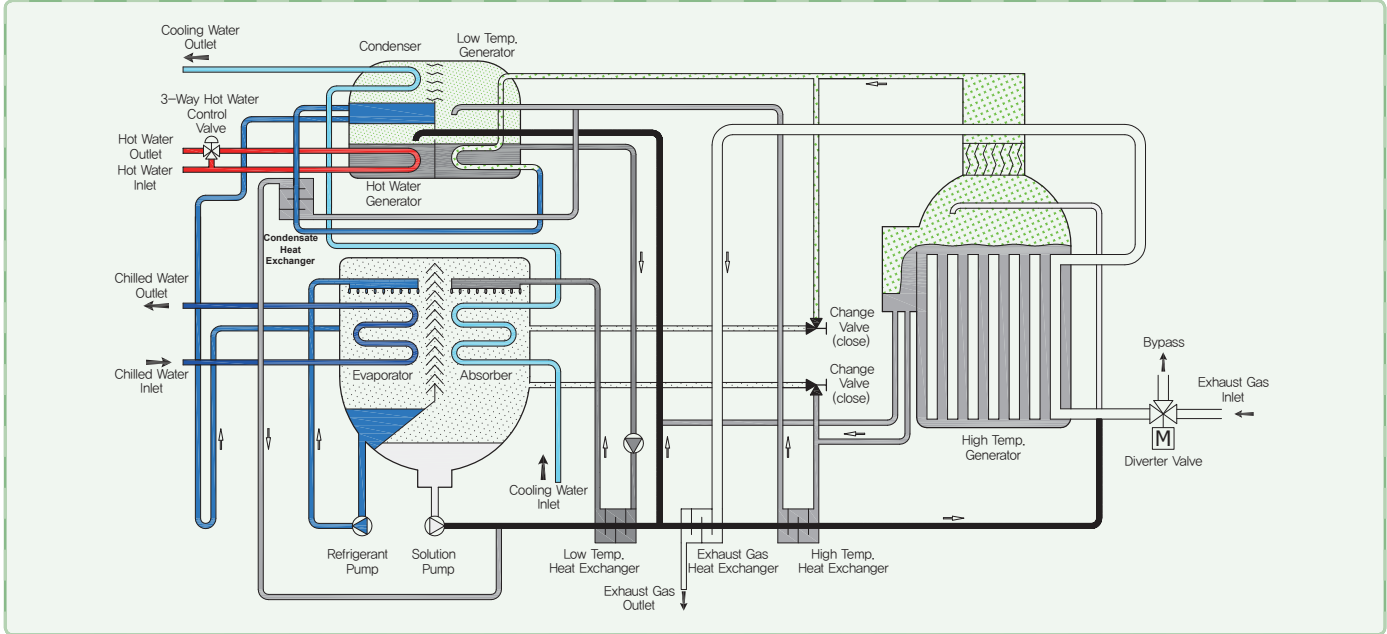 Cooling Water
Outlet
Condenser
Low Temp.
Generator
3-Way Hot Water
Control
Valve
Hot Water
Outlet
Hot Water
Inlet
Hot Water
Generator
Condensate
Heat
Exchanger
Chilled Water
Outlet
Chilled Water
Inlet
Evaporator
Absorber
Change
Valve
(close)
Change
Valve
(close)
Bypass
Exhaust Gas
Inlet
M
Diverter Valve
High Temp.
Generator
Cooling Water
Inlet
Refrigerant
Pump
Solution
Pump
Low Temp.
Heat Exchanger
Exhaust Gas
Heat Exchanger
High Temp.
Heat Exchanger
Exhaust Gas
Outlet